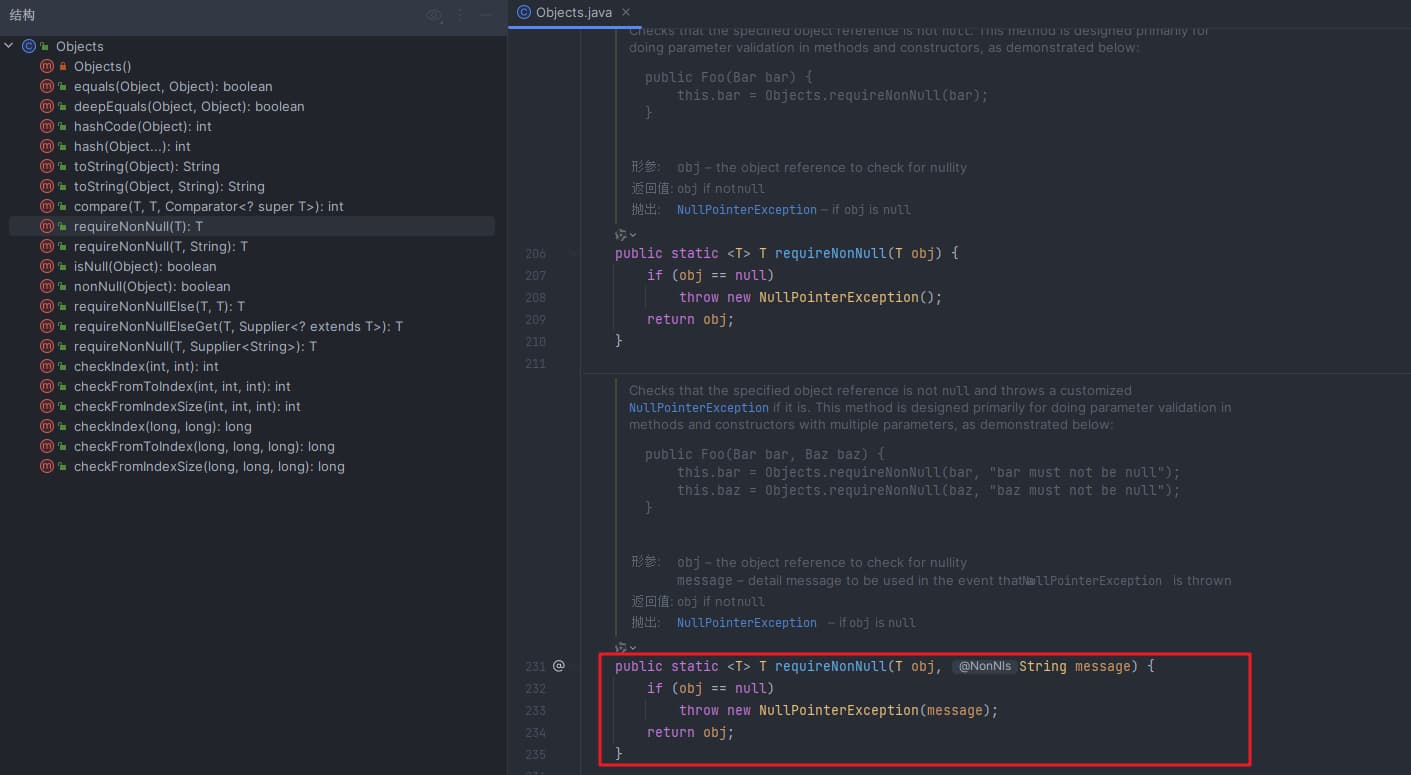 结构
Objects
Objects()
equals(Object, Object): boolean
deepEquals(Object, Object): boolean
hashCode(Object): int
hash(Object...): int
toString(Object): String
toString(Object, String): String
compare(T, T, Comparator<? super T>): int
requireNonNull(T): T
requireNonNull(T, String): T
isNull(Object): boolean
nonNull(Object): boolean
requireNonNullElse(T, T): T
requireNonNullElseGet(T, Supplier<? extends T>): T
requireNonNull(T, Supplier<String>): T
checkIndex(int, int): int
checkFromToIndex(int, int, int): int
checkFromIndexSize(int, int, int): int
checkIndex(long, long): long
checkFromToIndex(long, long, long): long
checkFromIndexSize(long, long, long): long
Objects.java
Checks that the specified object reference is not null. This method is designed primarily for
doing parameter validation in methods and constructors, as demonstrated below:
public Foo(Bar bar) {
this.bar = Objects.requireNonNull(bar);
}
形参: obj – the object reference to check for nullity
返回值: obj if not null
抛出: NullPointerException – if obj is null
206 public static <T> T requireNonNull(T obj) {
207 if (obj == null)
208 throw new NullPointerException();
209 return obj;
210 }
211
Checks that the specified object reference is not null and throws a customized
NullPointerException if it is. This method is designed primarily for doing parameter validation in
methods and constructors with multiple parameters, as demonstrated below:
public Foo(Bar bar, Baz baz) {
this.bar = Objects.requireNonNull(bar, "bar must not be null");
this.baz = Objects.requireNonNull(baz, "baz must not be null");
}
形参: obj – the object reference to check for nullity
message – detail message to be used in the event that a NullPointerException is thrown
返回值: obj if not null
抛出: NullPointerException – if obj is null
231 @ public static <T> T requireNonNull(T obj, @NonNls String message) {
232 if (obj == null)
233 throw new NullPointerException(message);
234 return obj;
235 }